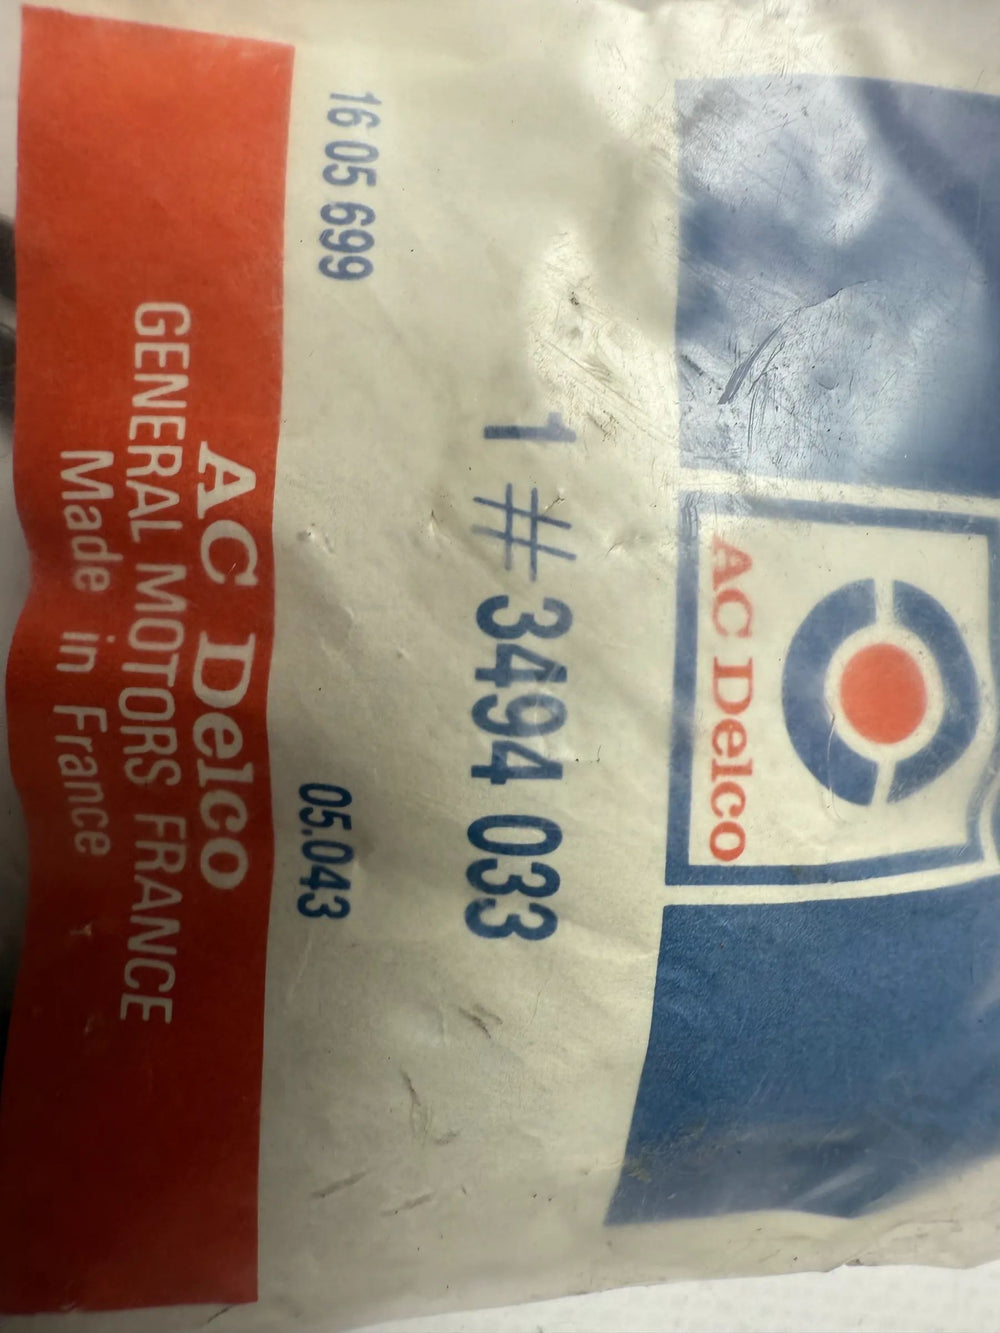 AC Delco
1 # 3494 033
16 05 699
05.043
AC Delco
GENERAL MOTORS FRANCE
Made in France